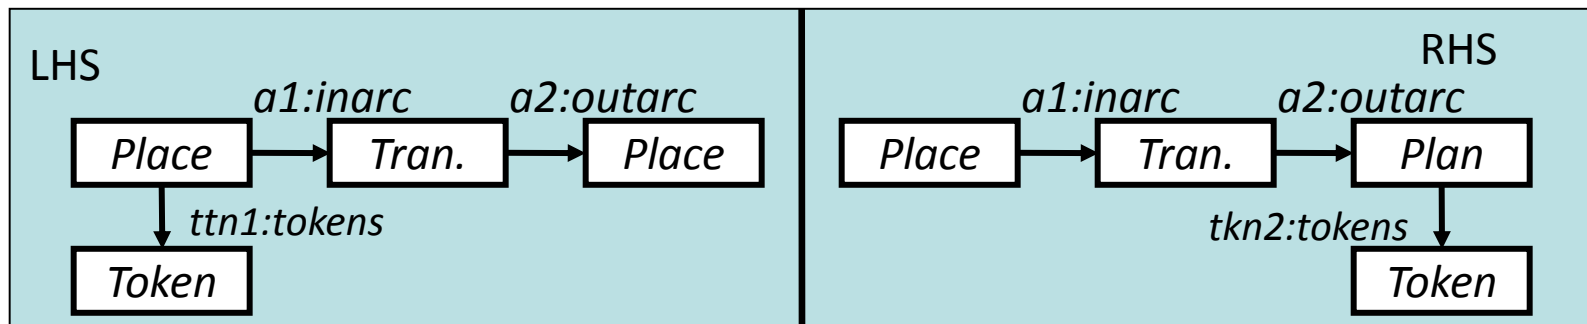 LHS
a1:inarc a2:outarc
Place Tran. Place
ttn1:tokens
Token
RHS
a1:inarc a2:outarc
Place Tran. Plan
tkn2:tokens
Token